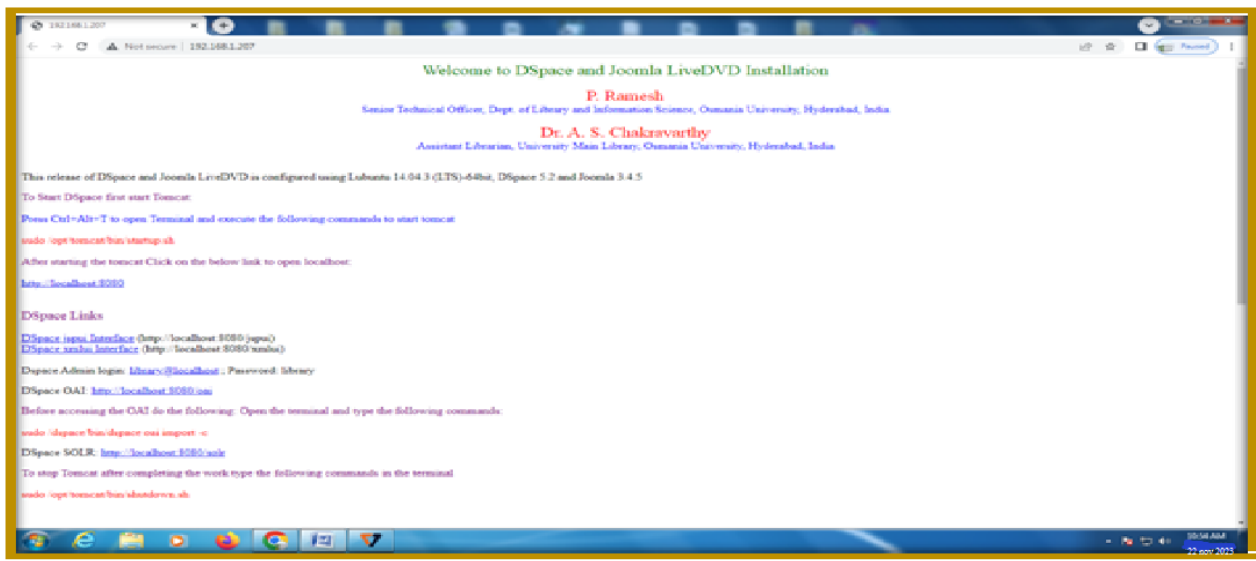 192.168.1.207
Not secure | 192.168.1.207
Paused
Welcome to DSpace and Joomla LiveDVD Installation
P. Ramesh
Senior Technical Officer, Dept. of Library and Information Science, Osmania University, Hyderabad, India
Dr. A. S. Chakravarthy
Assistant Librarian, University Main Library, Osmania University, Hyderabad, India
This release of DSpace and Joomla LiveDVD is configured using Lubuntu 14.04.3 (LTS)-64bit, DSpace 5.2 and Joomla 3.4.5
To Start DSpace first start Tomcat:
Press Ctrl+Alt+T to open Terminal and execute the following commands to start tomcat:
sudo /opt/tomcat/bin/startup.sh
After starting the tomcat Click on the below link to open localhost:
http://localhost:8080
DSpace Links
DSpace jspui Interface (http://localhost:8080/jspui)
DSpace xmlui Interface (http://localhost:8080/xmlui)
Dspace Admin login: library@localhost ; Password: library
DSpace OAI: http://localhost:8080/oai
Before accessing the OAI do the following: Open the terminal and type the following commands:
sudo /dspace/bin/dspace oai import -c
DSpace SOLR: http://localhost:8080/solr
To stop Tomcat after completing the work type the following commands in the terminal
sudo /opt/tomcat/bin/shutdown.sh
10:54 AM
22 nov 2023